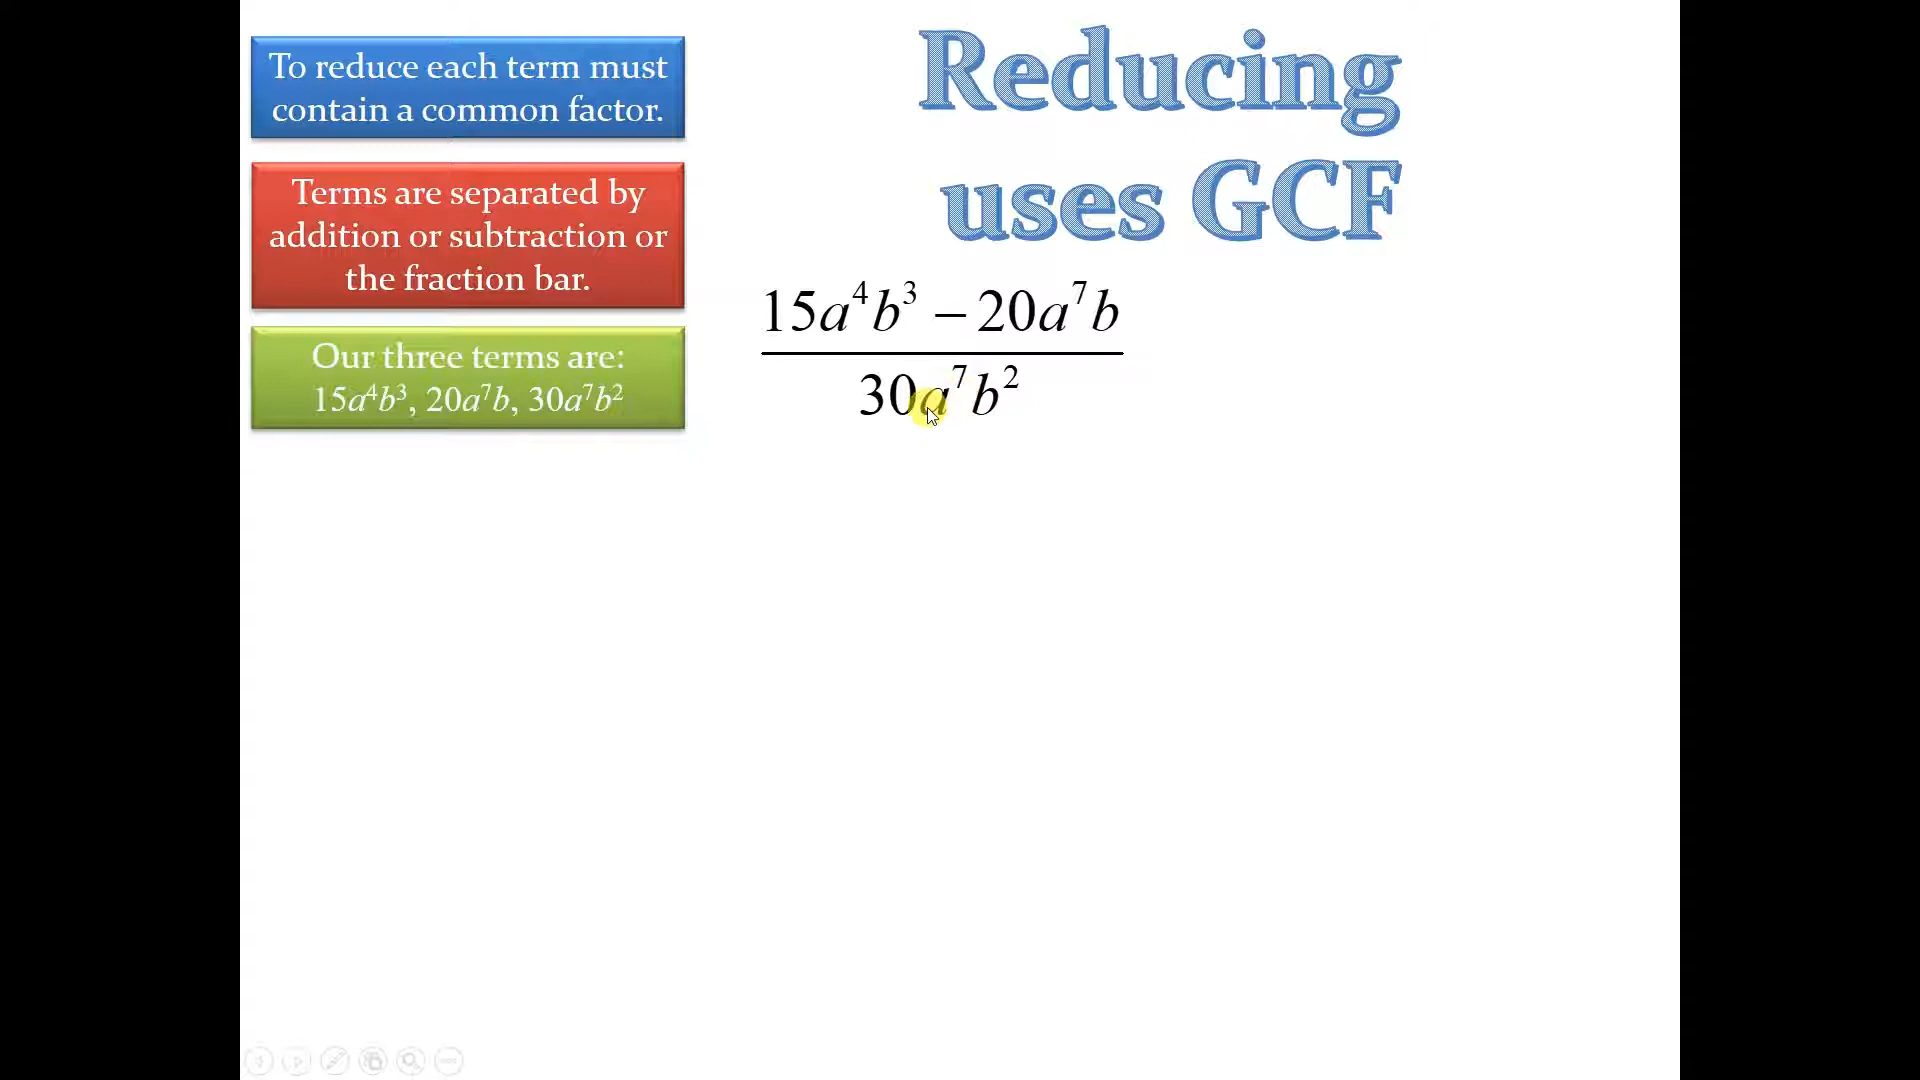 To reduce each term must
contain a common factor.
Terms are separated by
addition or subtraction or
the fraction bar.
Our three terms are:
15a⁴b³, 20a⁷b, 30a⁷b²
Reducing
uses GCF
15a⁴b³ − 20a⁷b
30a⁷b²